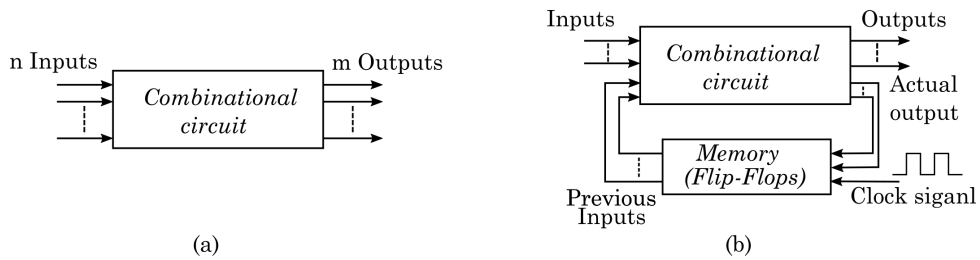 n Inputs
m Outputs
Combinational
circuit
(a)
Inputs
Outputs
Combinational
circuit
Actual
output
Memory
(Flip-Flops)
Previous
Inputs
Clock siganl
(b)